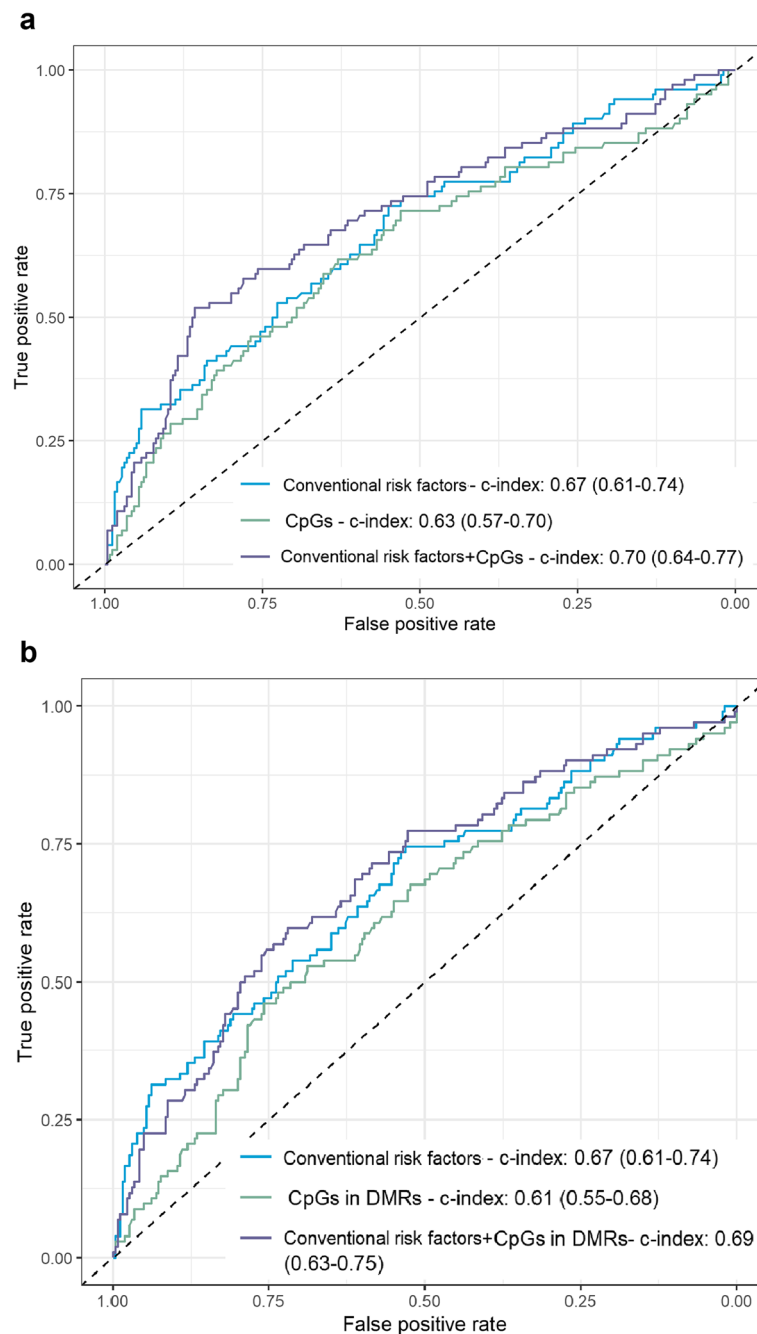 a
1.00
0.75
0.50
0.25
0.00
True positive rate
Conventional risk factors - c-index: 0.67 (0.61-0.74)
CpGs - c-index: 0.63 (0.57-0.70)
Conventional risk factors+CpGs - c-index: 0.70 (0.64-0.77)
1.00 0.75 0.50 0.25 0.00
False positive rate
b
1.00
0.75
0.50
0.25
0.00
True positive rate
Conventional risk factors - c-index: 0.67 (0.61-0.74)
CpGs in DMRs - c-index: 0.61 (0.55-0.68)
Conventional risk factors+CpGs in DMRs- c-index: 0.69
(0.63-0.75)
1.00 0.75 0.50 0.25 0.00
False positive rate